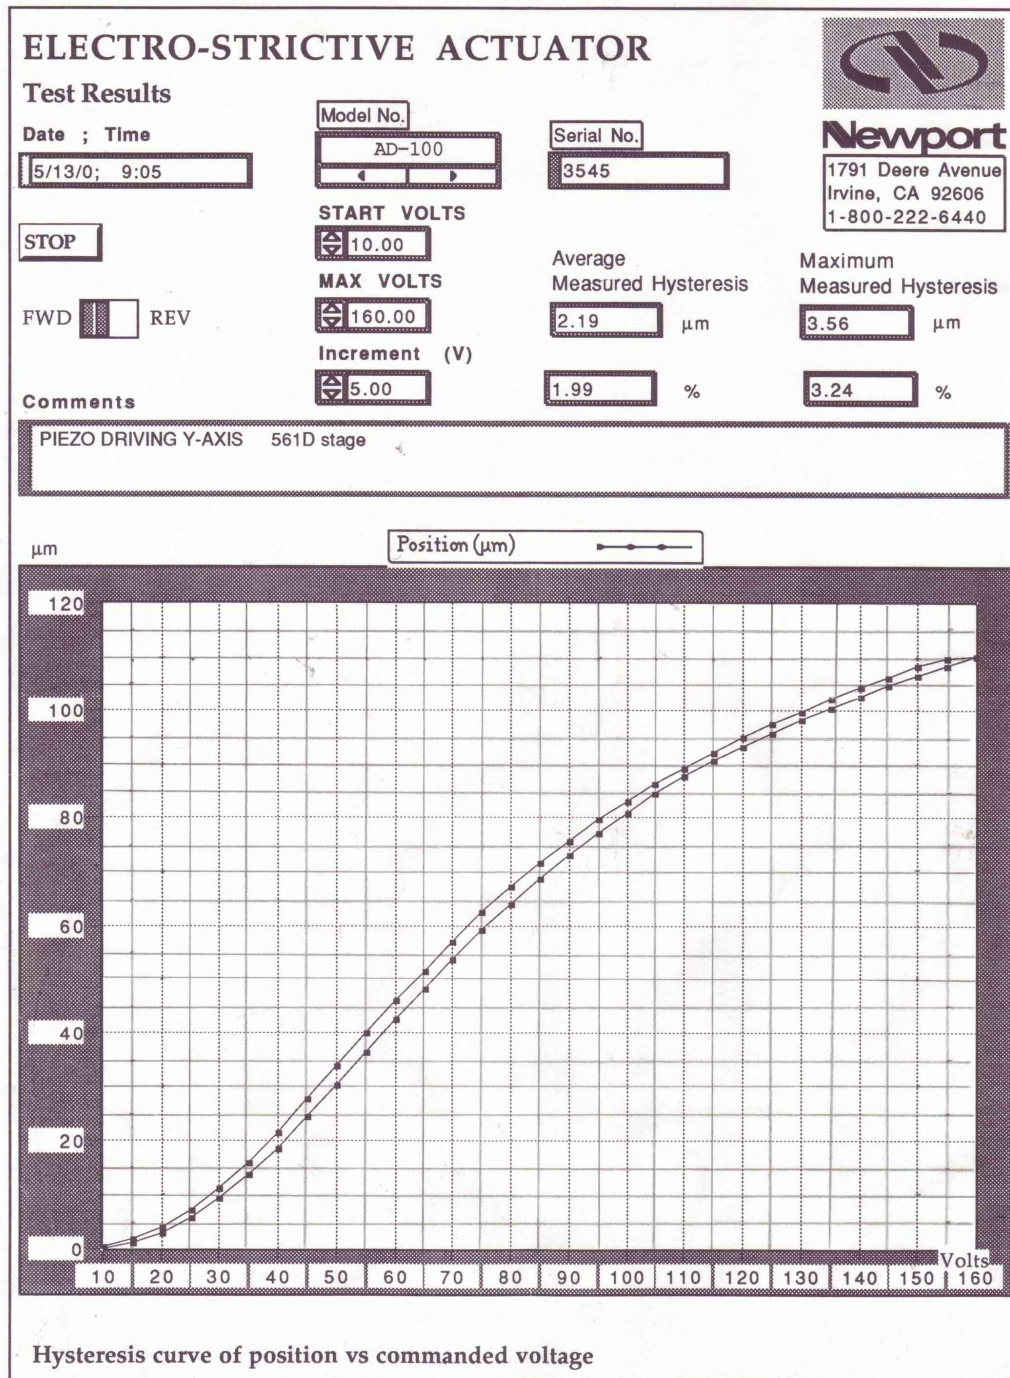 ELECTRO-STRICTIVE ACTUATOR
Test Results
Date ; Time
5/13/0; 9:05
Model No.
AD-100
Serial No.
3545
Newport
1791 Deere Avenue
Irvine, CA 92606
1-800-222-6440
STOP
FWD REV
START VOLTS
10.00
MAX VOLTS
160.00
Increment (V)
5.00
Average
Measured Hysteresis
2.19 µm
1.99 %
Maximum
Measured Hysteresis
3.56 µm
3.24 %
Comments
PIEZO DRIVING Y-AXIS 561D stage
µm
Position (µm)
120
100
80
60
40
20
0
Volts
10 20 30 40 50 60 70 80 90 100 110 120 130 140 150 160
Hysteresis curve of position vs commanded voltage